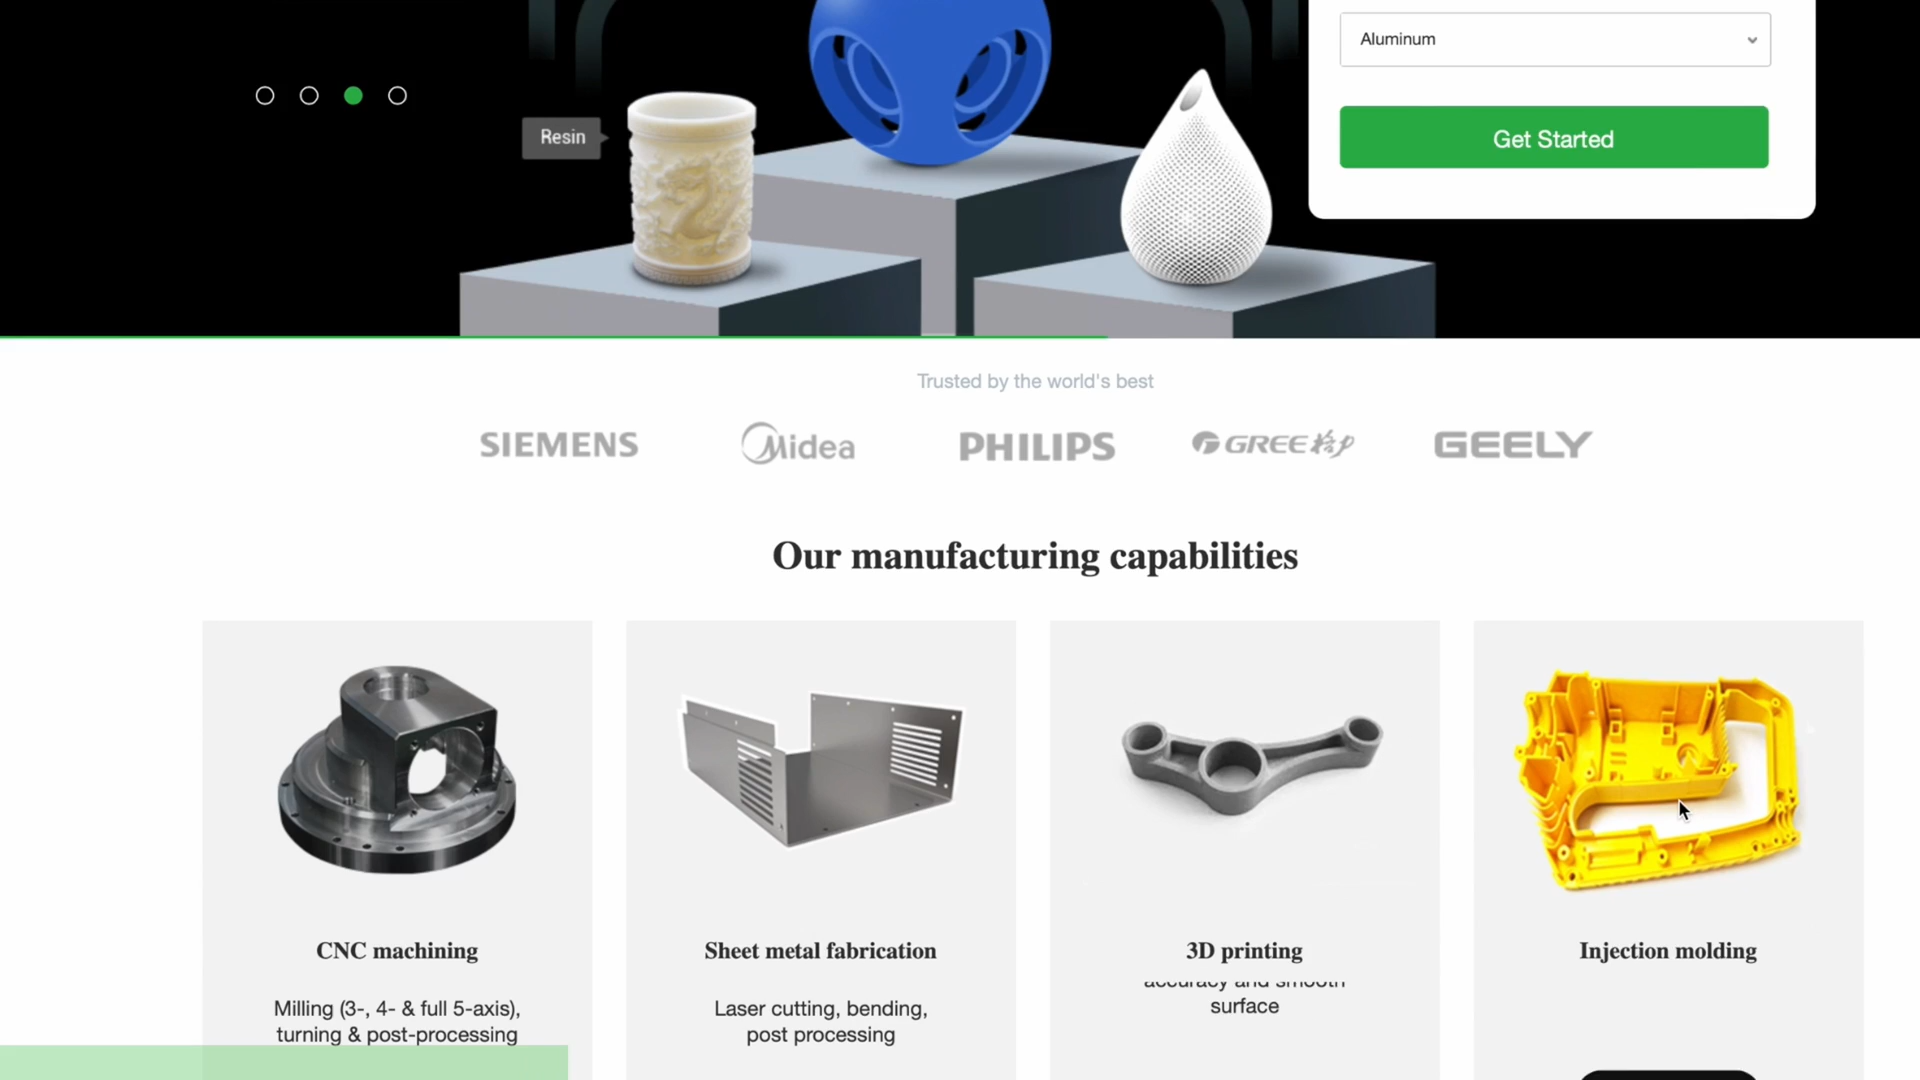 Aluminum
Get Started
Resin
Trusted by the world's best
SIEMENS
Midea
PHILIPS
GREE 格力
GEELY
Our manufacturing capabilities
CNC machining
Milling (3-, 4- & full 5-axis),
turning & post-processing
Sheet metal fabrication
Laser cutting, bending,
post processing
3D printing
accuracy and smooth
surface
Injection molding